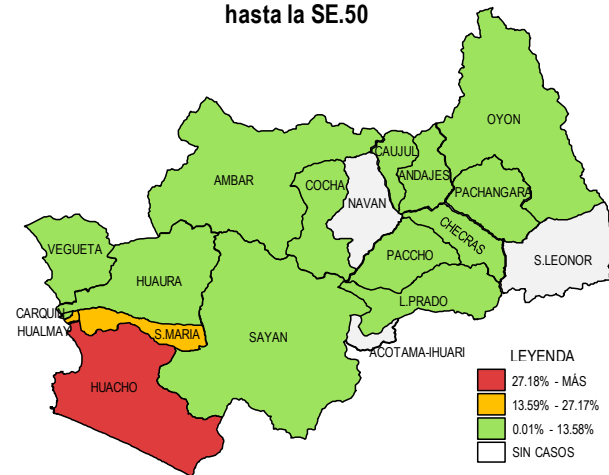 hasta la SE.50
OYON
CAUJUL
ANDAJES
AMBAR
COCHA
PACHANGARA
NAVAN
CHECRAS
VEGUETA
PACCHO
S.LEONOR
HUAURA
L.PRADO
CARQUIN
HUALMAY
S.MARIA
SAYAN
ACOTAMA-IHUARI
HUACHO
LEYENDA
27.18% - MÁS
13.59% - 27.17%
0.01% - 13.58%
SIN CASOS